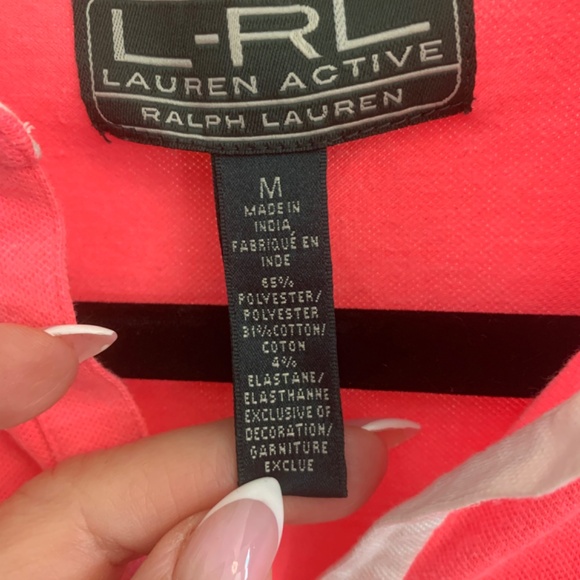 L-RL
LAUREN ACTIVE
RALPH LAUREN
M
MADE IN
INDIA
FABRIQUÉ EN
INDE
65%
POLYESTER/
POLYESTER
31% COTTON/
COTON
4%
ELASTANE/
ELASTHANNE
EXCLUSIVE OF
DECORATION/
GARNITURE
EXCLUE